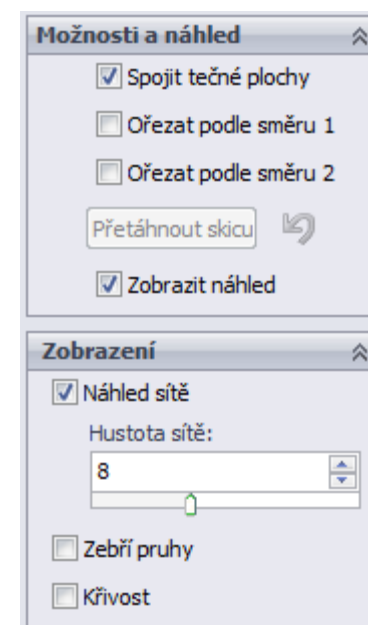 Možnosti a náhled
Spojit tečné plochy
Ořezat podle směru 1
Ořezat podle směru 2
Přetáhnout skicu
Zobrazit náhled
Zobrazení
Náhled sítě
Hustota sítě:
8
Zebří pruhy
Křivost